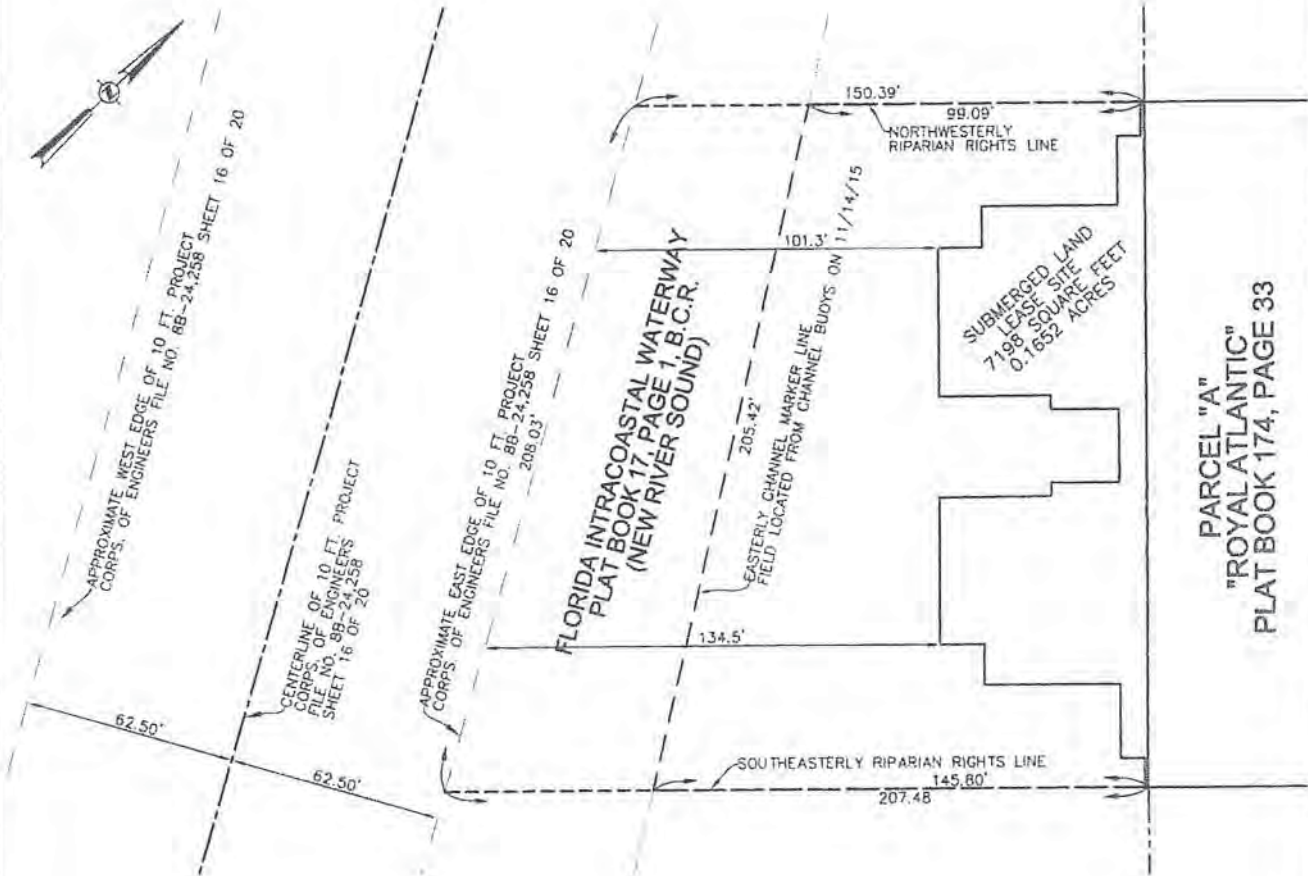 APPROXIMATE WEST EDGE OF 10 FT. PROJECT
CORPS. OF ENGINEERS FILE NO. 8B-24,258 SHEET 16 OF 20
CENTERLINE OF 10 FT. PROJECT
CORPS. OF ENGINEERS
FILE NO. 8B-24,258
SHEET 16 OF 20
62.50'
62.50'
APPROXIMATE EAST EDGE OF 10 FT. PROJECT
CORPS. OF ENGINEERS FILE NO. 8B-24,258 SHEET 16 OF 20
208.03'
FLORIDA INTRACOASTAL WATERWAY
PLAT BOOK 17, PAGE 1, B.C.R.
(NEW RIVER SOUND)
205.42'
EASTERLY CHANNEL MARKER LINE
FIELD LOCATED FROM CHANNEL BUOYS ON 11/14/15
150.39'
99.09'
NORTHWESTERLY
RIPARIAN RIGHTS LINE
101.3'
SUBMERGED LAND
LEASE SITE
7198 SQUARE FEET
0.1652 ACRES
134.5'
SOUTHEASTERLY RIPARIAN RIGHTS LINE
145.80'
207.48
PARCEL "A"
"ROYAL ATLANTIC"
PLAT BOOK 174, PAGE 33